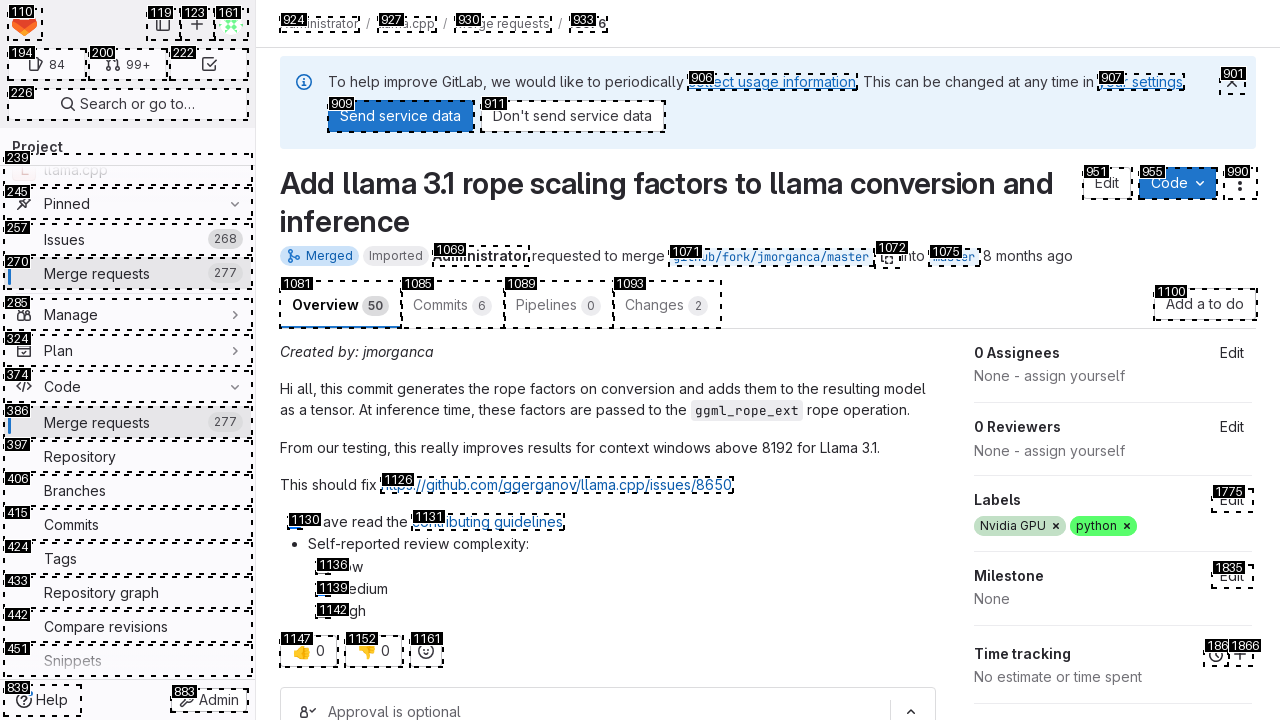 110
119
123
161
194
84
200
99+
222
226
Search or go to…
Project
239
llama.cpp
245
Pinned
257
Issues
268
270
Merge requests
277
285
Manage
324
Plan
374
Code
386
Merge requests
277
397
Repository
406
Branches
415
Commits
424
Tags
433
Repository graph
442
Compare revisions
451
Snippets
839
Help
883
Admin
924 / 927 llama.cpp / 930 merge requests / 933
To help improve GitLab, we would like to periodically 906 collect usage information. This can be changed at any time in 907 your settings.
901
909
Send service data
911
Don't send service data
Add llama 3.1 rope scaling factors to llama conversion and
inference
951
Edit
955
Code
990
Merged
Imported
1069
Administrator requested to merge
1071
github/fork/jmorganca/master
1072
into
1075
master
8 months ago
1081
Overview 50
1085
Commits 6
1089
Pipelines 0
1093
Changes 2
1100
Add a to do
Created by: jmorganca
Hi all, this commit generates the rope factors on conversion and adds them to the resulting model
as a tensor. At inference time, these factors are passed to the ggml_rope_ext rope operation.
From our testing, this really improves results for context windows above 8192 for Llama 3.1.
This should fix 1126 https://github.com/ggerganov/llama.cpp/issues/8650
1130 ave read the 1131 contributing guidelines
Self-reported review complexity:
1136
1139
1142
1147
👍 0
1152
👎 0
1161
Approval is optional
0 Assignees
Edit
None - assign yourself
0 Reviewers
Edit
None - assign yourself
Labels
1775
Edit
Nvidia GPU ×
python ×
Milestone
1835
Edit
None
Time tracking
186
1866
No estimate or time spent